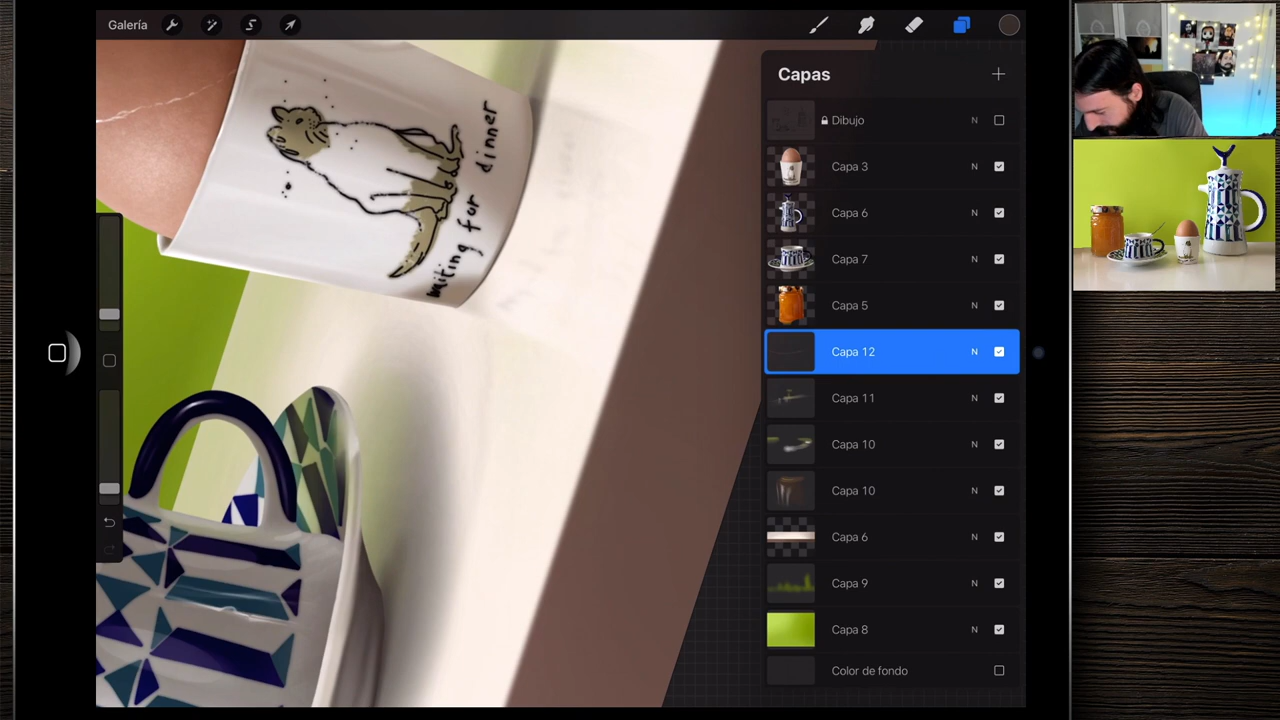 Galería
Capas
Dibujo
N
Capa 3
N
Capa 6
N
Capa 7
N
Capa 5
N
Capa 12
N
Capa 11
N
Capa 10
N
Capa 10
N
Capa 6
N
Capa 9
N
Capa 8
N
Color de fondo
waiting for dinner